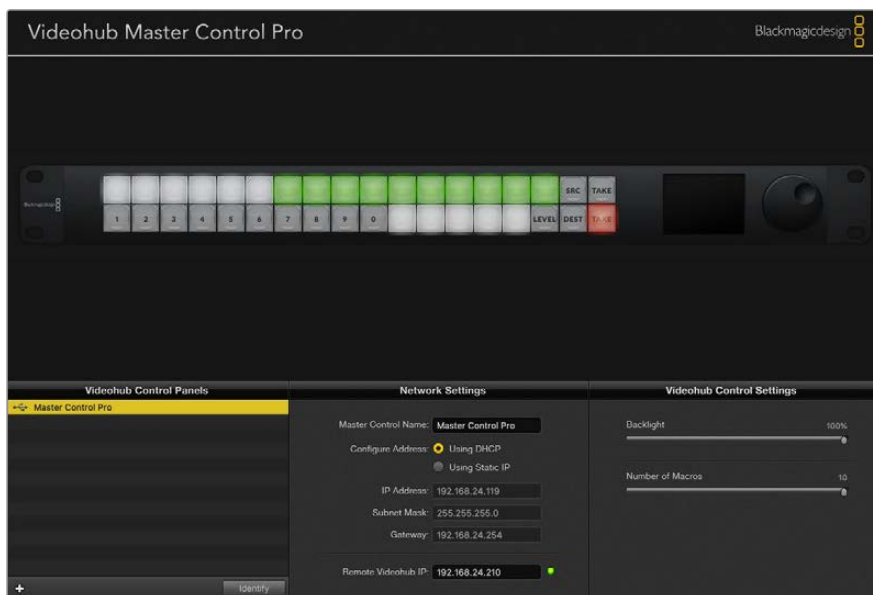 Videohub Master Control Pro
Blackmagicdesign
SRC TAKE
1 2 3 4 5 6 7 8 9 0 LEVEL DEST TAKE
Videohub Control Panels
Master Control Pro
Identify
Network Settings
Master Control Name: Master Control Pro
Configure Address: Using DHCP
Using Static IP
IP Address: 192.168.24.119
Subnet Mask: 255.255.255.0
Gateway: 192.168.24.254
Remote Videohub IP: 192.168.24.210
Videohub Control Settings
Backlight 100%
Number of Macros 10